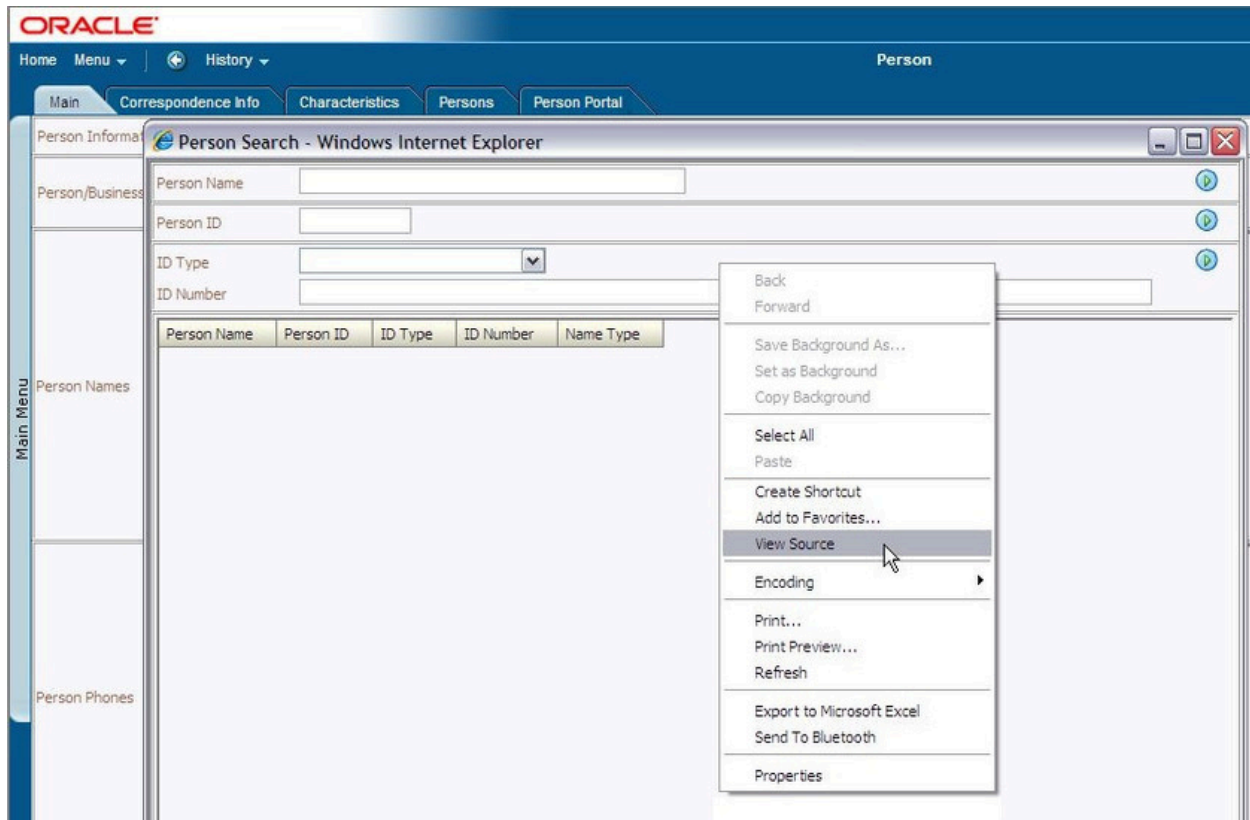 ORACLE
Home Menu History Person
Main Correspondence Info Characteristics Persons Person Portal
Person Informat
Person Search - Windows Internet Explorer
Person/Business
Person Name
Person ID
ID Type
ID Number
Person Name Person ID ID Type ID Number Name Type
Main Menu
Person Names
Person Phones
Back
Forward
Save Background As...
Set as Background
Copy Background
Select All
Paste
Create Shortcut
Add to Favorites...
View Source
Encoding
Print...
Print Preview...
Refresh
Export to Microsoft Excel
Send To Bluetooth
Properties